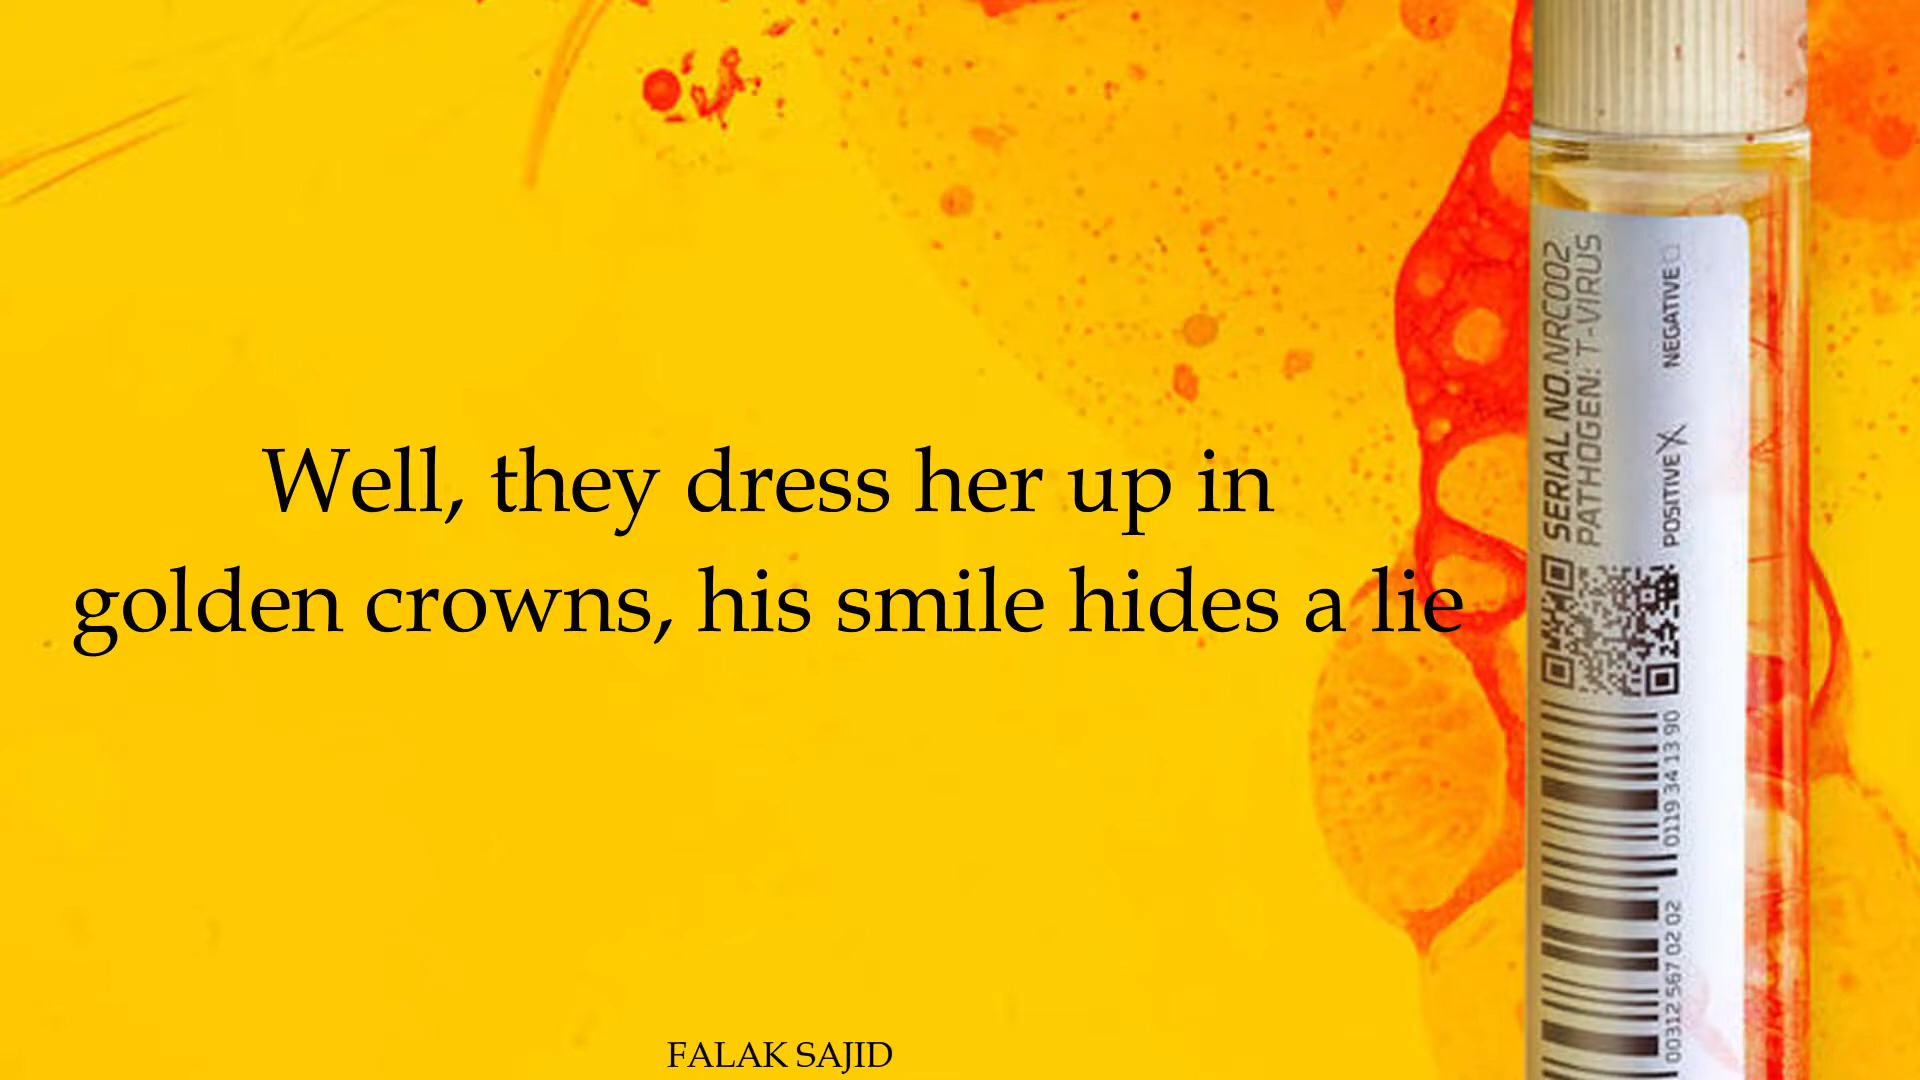 Well, they dress her up in
golden crowns, his smile hides a lie
FALAK SAJID
SERIAL NO.NRC002
PATHOGEN: T-VIRUS
POSITIVE X NEGATIVE
00312 567 02 02 0119 34 13 90